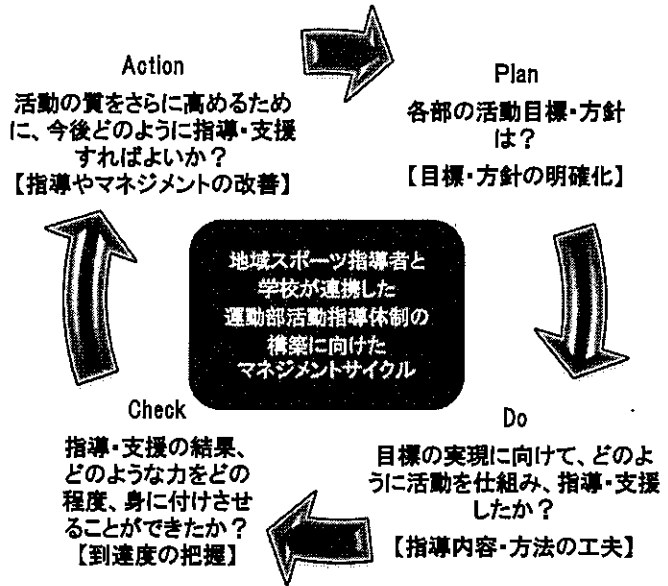 Action
活動の質をさらに高めるため
に、今後どのように指導・支援
すればよいか？
【指導やマネジメントの改善】
Plan
各部の活動目標・方針
は？
【目標・方針の明確化】
地域スポーツ指導者と
学校が連携した
運動部活動指導体制の
構築に向けた
マネジメントサイクル
Check
指導・支援の結果、
どのような力をどの
程度、身に付けさせ
ることができたか？
【到達度の把握】
Do
目標の実現に向けて、どのよ
うに活動を仕組み、指導・支援
したか？
【指導内容・方法の工夫】